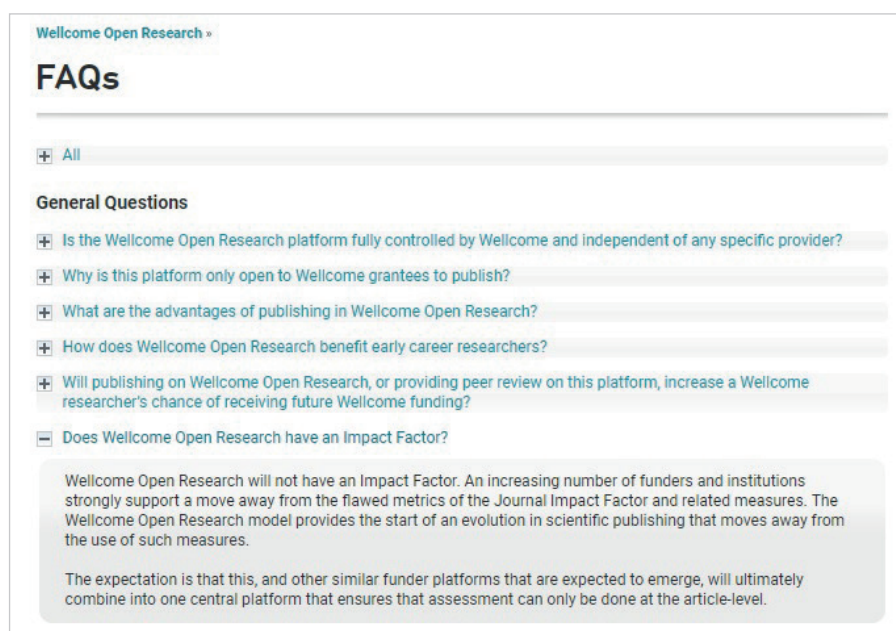 Wellcome Open Research »
FAQs
All
General Questions
Is the Wellcome Open Research platform fully controlled by Wellcome and independent of any specific provider?
Why is this platform only open to Wellcome grantees to publish?
What are the advantages of publishing in Wellcome Open Research?
How does Wellcome Open Research benefit early career researchers?
Will publishing on Wellcome Open Research, or providing peer review on this platform, increase a Wellcome
researcher's chance of receiving future Wellcome funding?
Does Wellcome Open Research have an Impact Factor?
Wellcome Open Research will not have an Impact Factor. An increasing number of funders and institutions
strongly support a move away from the flawed metrics of the Journal Impact Factor and related measures. The
Wellcome Open Research model provides the start of an evolution in scientific publishing that moves away from
the use of such measures.
The expectation is that this, and other similar funder platforms that are expected to emerge, will ultimately
combine into one central platform that ensures that assessment can only be done at the article-level.